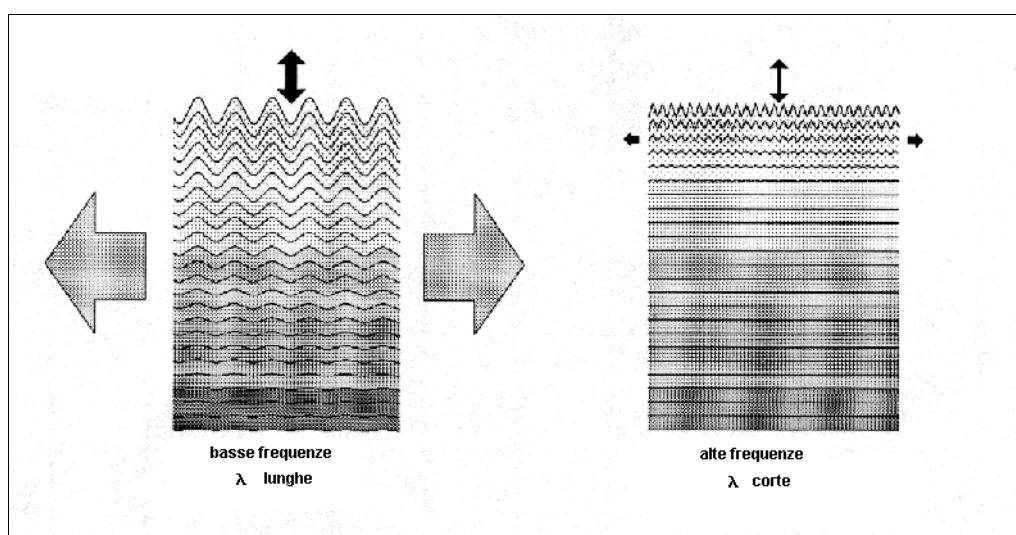 basse frequenze
λ lunghe
alte frequenze
λ corte